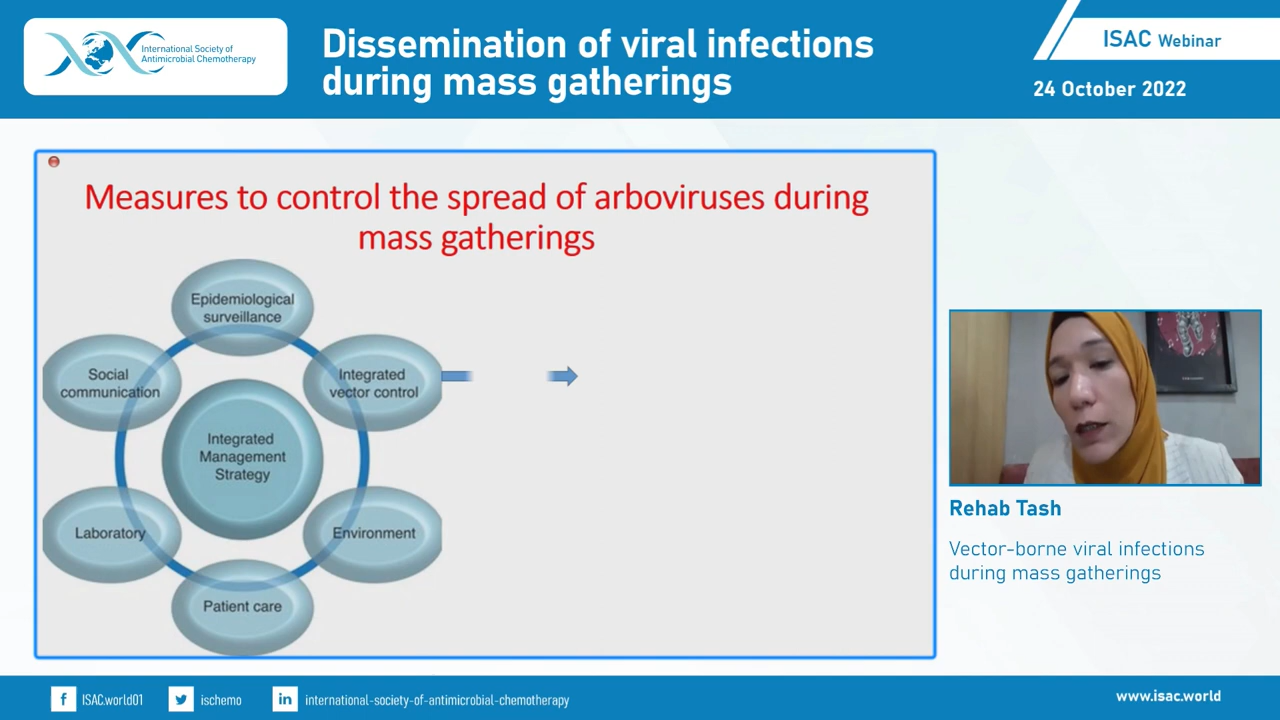 International Society of
Antimicrobial Chemotherapy
Dissemination of viral infections
during mass gatherings
ISAC Webinar
24 October 2022
Measures to control the spread of arboviruses during
mass gatherings
Epidemiological
surveillance
Social
communication
Integrated
vector control
Integrated
Management
Strategy
Laboratory
Environment
Patient care
Rehab Tash
Vector-borne viral infections
during mass gatherings
f ISAC.world01
ischemo
in international-society-of-antimicrobial-chemotherapy
www.isac.world